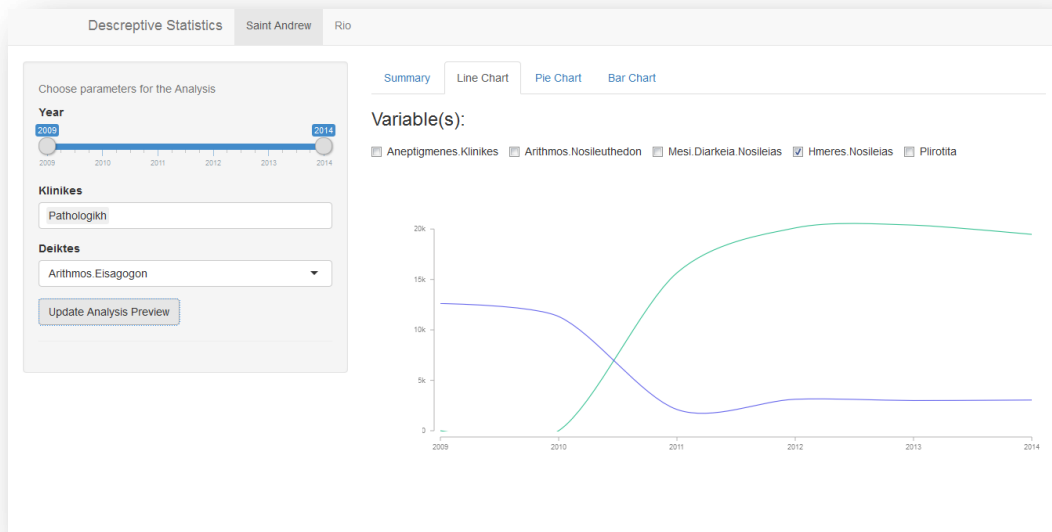 Descreptive Statistics Saint Andrew Rio
Choose parameters for the Analysis
Year
2009 2014
2009 2010 2011 2012 2013 2014
Klinikes
Pathologikh
Deiktes
Arithmos.Eisagogon
Update Analysis Preview
Summary Line Chart Pie Chart Bar Chart
Variable(s):
Aneptigmenes.Klinikes Arithmos.Nosileuthedon Mesi.Diarkeia.Nosileias Hmeres.Nosileias Plirotita
20k
15k
10k
5k
3
2009 2010 2011 2012 2013 2014